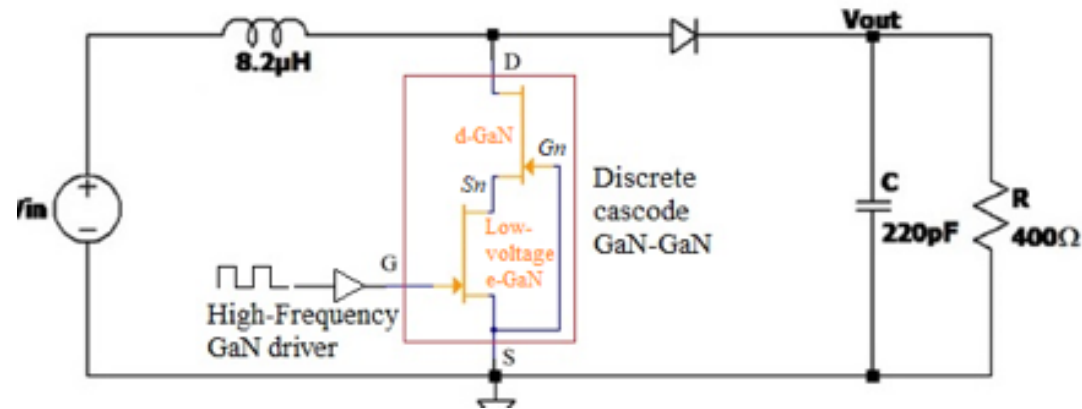 Vout
8.2µH
D
d-GaN
Gn
Sn
Discrete
cascode
GaN-GaN
C
R
+
-
in
Low-
voltage
e-GaN
220pF
400Ω
G
High-Frequency
GaN driver
S